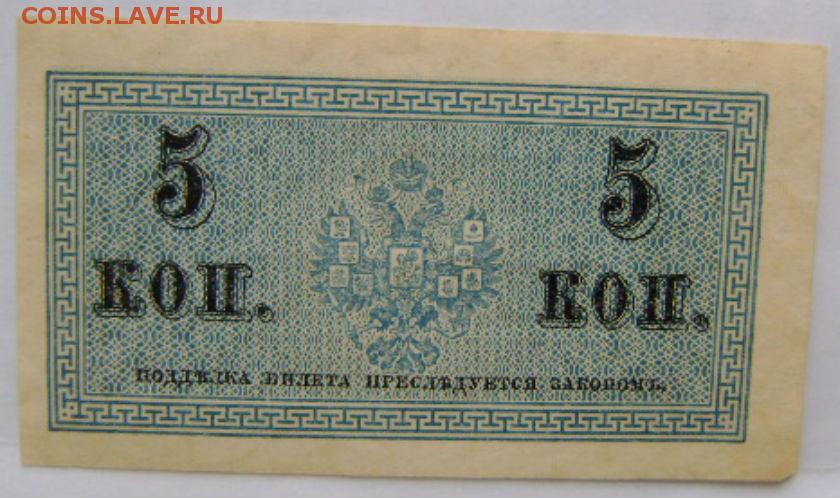 COINS.LAVE.RU
5 5
КОП. КОП.
ПОДДѢЛКА БИЛЕТА ПРЕСЛѢДУЕТСЯ ЗАКОНОМЪ.